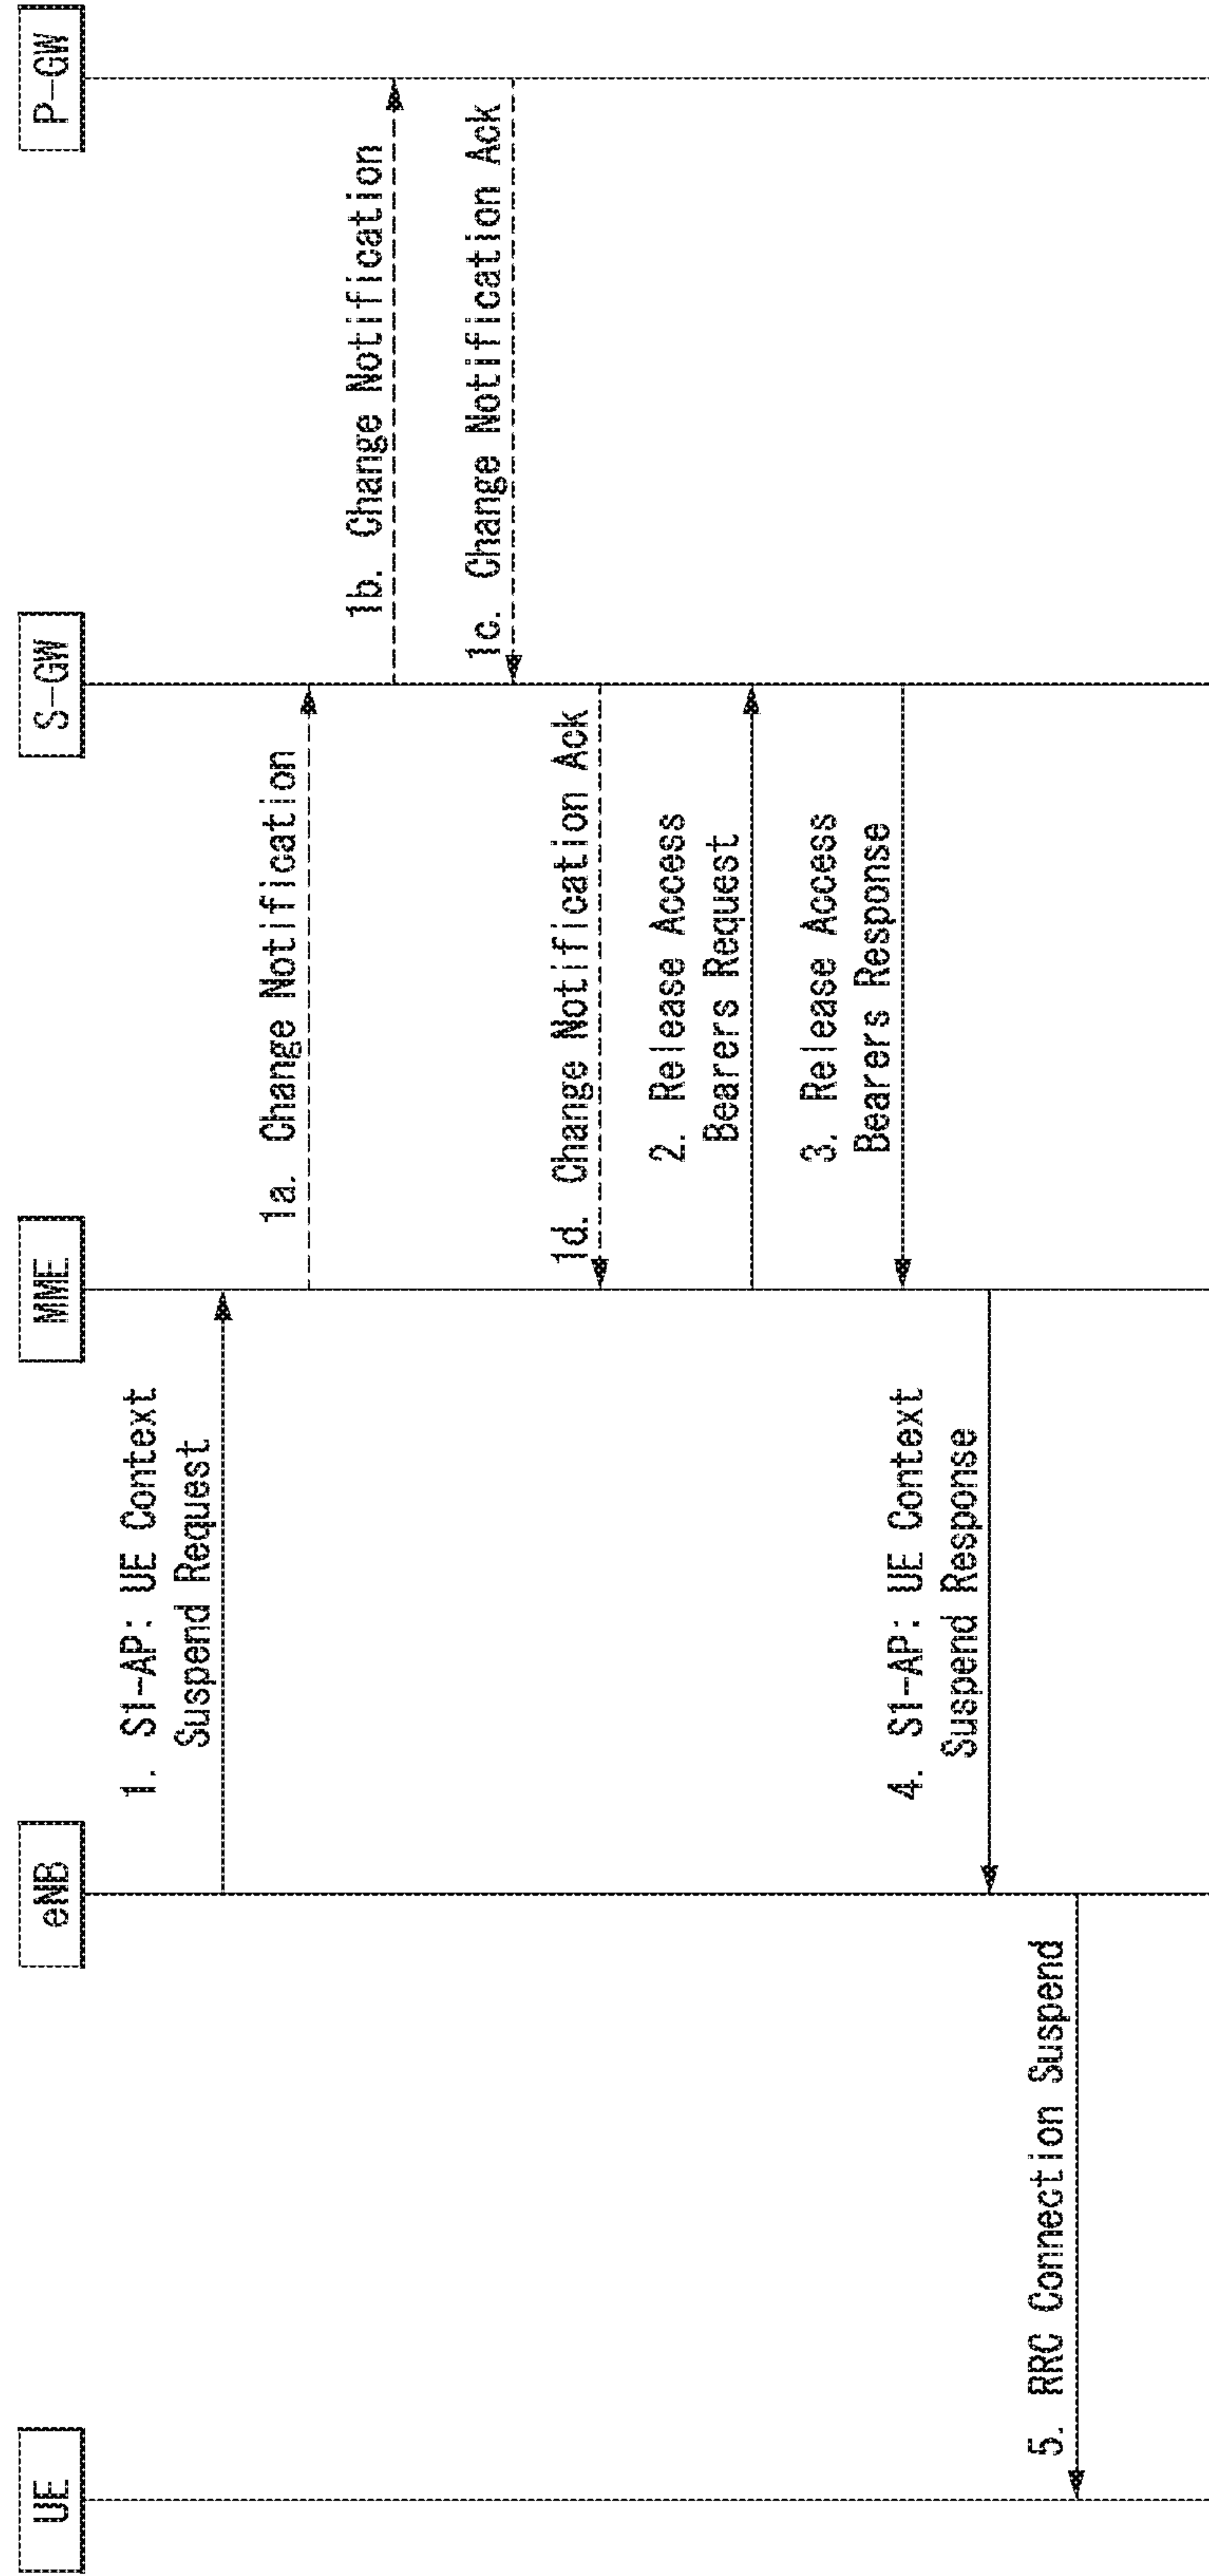 UE
eNB
MME
S-GW
P-GW
1. S1-AP: UE Context
Suspend Request
1a. Change Notification
1b. Change Notification
1c. Change Notification Ack
1d. Change Notification Ack
2. Release Access
Bearers Request
3. Release Access
Bearers Response
4. S1-AP: UE Context
Suspend Response
5. RRC Connection Suspend